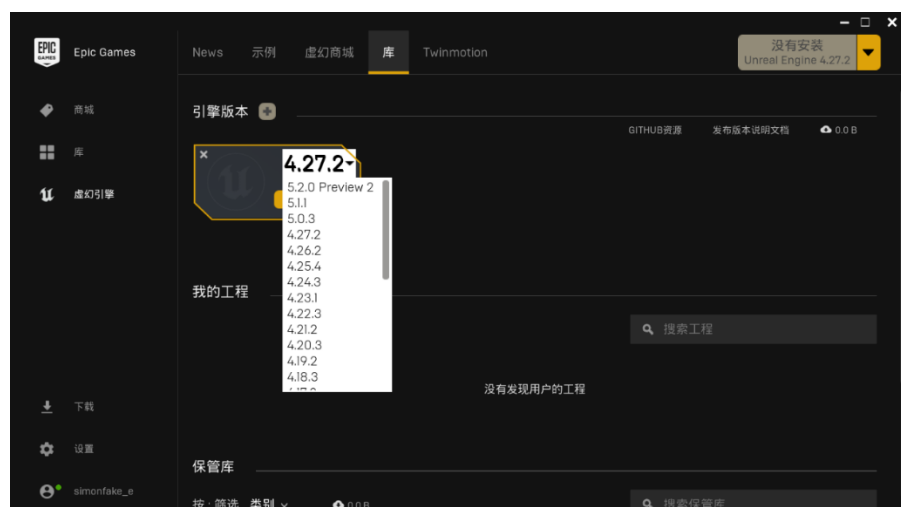 EPIC GAMES
Epic Games
News 示例 虚幻商城 库 Twinmotion
没有安装
Unreal Engine 4.27.2
商城
库
虚幻引擎
引擎版本
GITHUB资源 发布版本说明文档 0.0 B
4.27.2
5.2.0 Preview 2
5.1.1
5.0.3
4.27.2
4.26.2
4.25.4
4.24.3
4.23.1
4.22.3
4.21.2
4.20.3
4.19.2
4.18.3
我的工程
搜索工程
没有发现用户的工程
下载
设置
simonfake_e
保管库
按 : 筛选 类别 0.0 B
搜索保管库